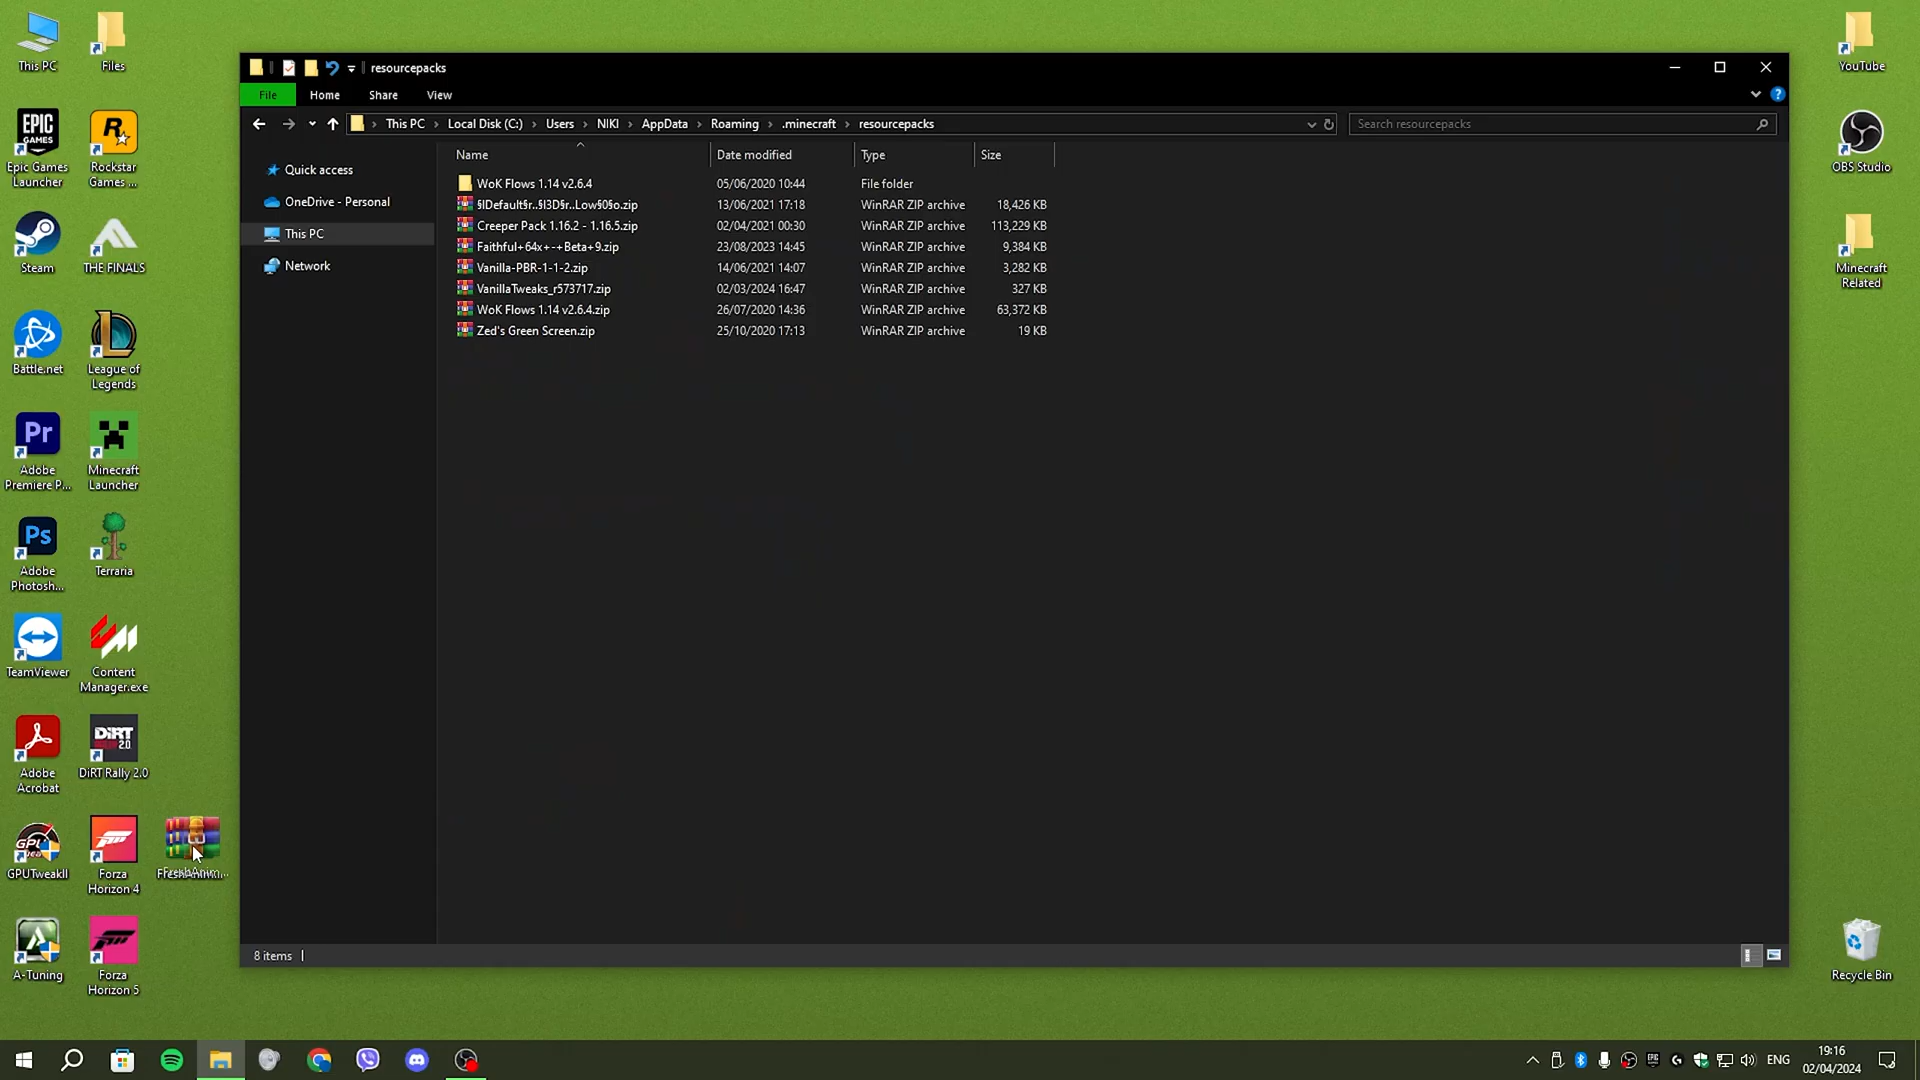 This PC
Files
Epic Games
Launcher
Rockstar
Games ...
Steam
THE FINALS
Battle.net
League of
Legends
Adobe
Premiere P...
Minecraft
Launcher
Adobe
Photosh...
Terraria
TeamViewer
Content
Manager.exe
Adobe
Acrobat
DiRT Rally 2.0
GPUTweakII
Forza
Horizon 4
A-Tuning
Forza
Horizon 5
resourcepacks
File
Home
Share
View
This PC
Local Disk (C:)
Users
NIKI
AppData
Roaming
.minecraft
resourcepacks
Search resourcepacks
Quick access
OneDrive - Personal
This PC
Network
Name Date modified Type Size
WoK Flows 1.14 v2.6.4 05/06/2020 10:44 File folder
§lDefault§r..§l3D§r..Low§0§o.zip 13/06/2021 17:18 WinRAR ZIP archive 18,426 KB
Creeper Pack 1.16.2 - 1.16.5.zip 02/04/2021 00:30 WinRAR ZIP archive 113,229 KB
Faithful+64x+-+Beta+9.zip 23/08/2023 14:45 WinRAR ZIP archive 9,384 KB
Vanilla-PBR-1-1-2.zip 14/06/2021 14:07 WinRAR ZIP archive 3,282 KB
VanillaTweaks_r573717.zip 02/03/2024 16:47 WinRAR ZIP archive 327 KB
WoK Flows 1.14 v2.6.4.zip 26/07/2020 14:36 WinRAR ZIP archive 63,372 KB
Zed's Green Screen.zip 25/10/2020 17:13 WinRAR ZIP archive 19 KB
8 items
YouTube
OBS Studio
Minecraft
Related
Recycle Bin
ENG
19:16
02/04/2024